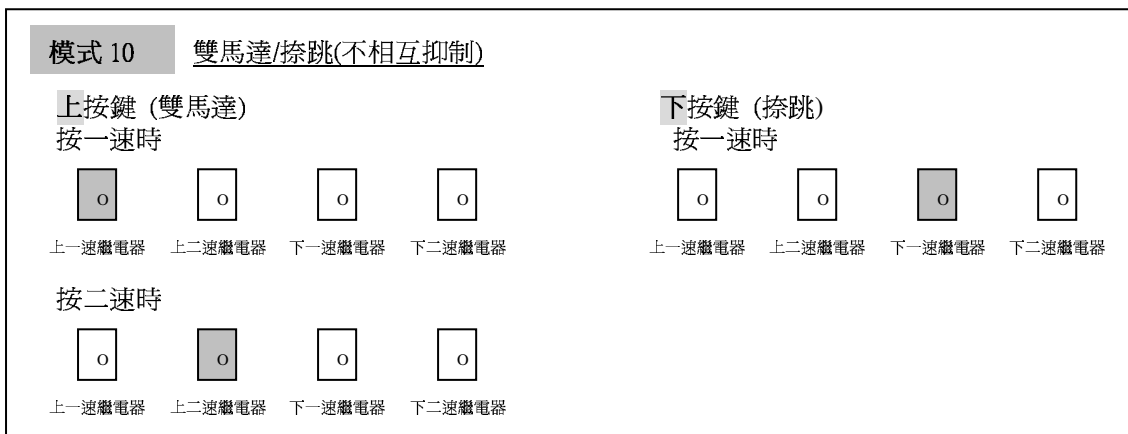 模式 10 雙馬達/捺跳(不相互抑制)
上按鍵 (雙馬達)
按一速時
o o o o
上一速繼電器 上二速繼電器 下一速繼電器 下二速繼電器
按二速時
o o o o
上一速繼電器 上二速繼電器 下一速繼電器 下二速繼電器
下按鍵 (捺跳)
按一速時
o o o o
上一速繼電器 上二速繼電器 下一速繼電器 下二速繼電器